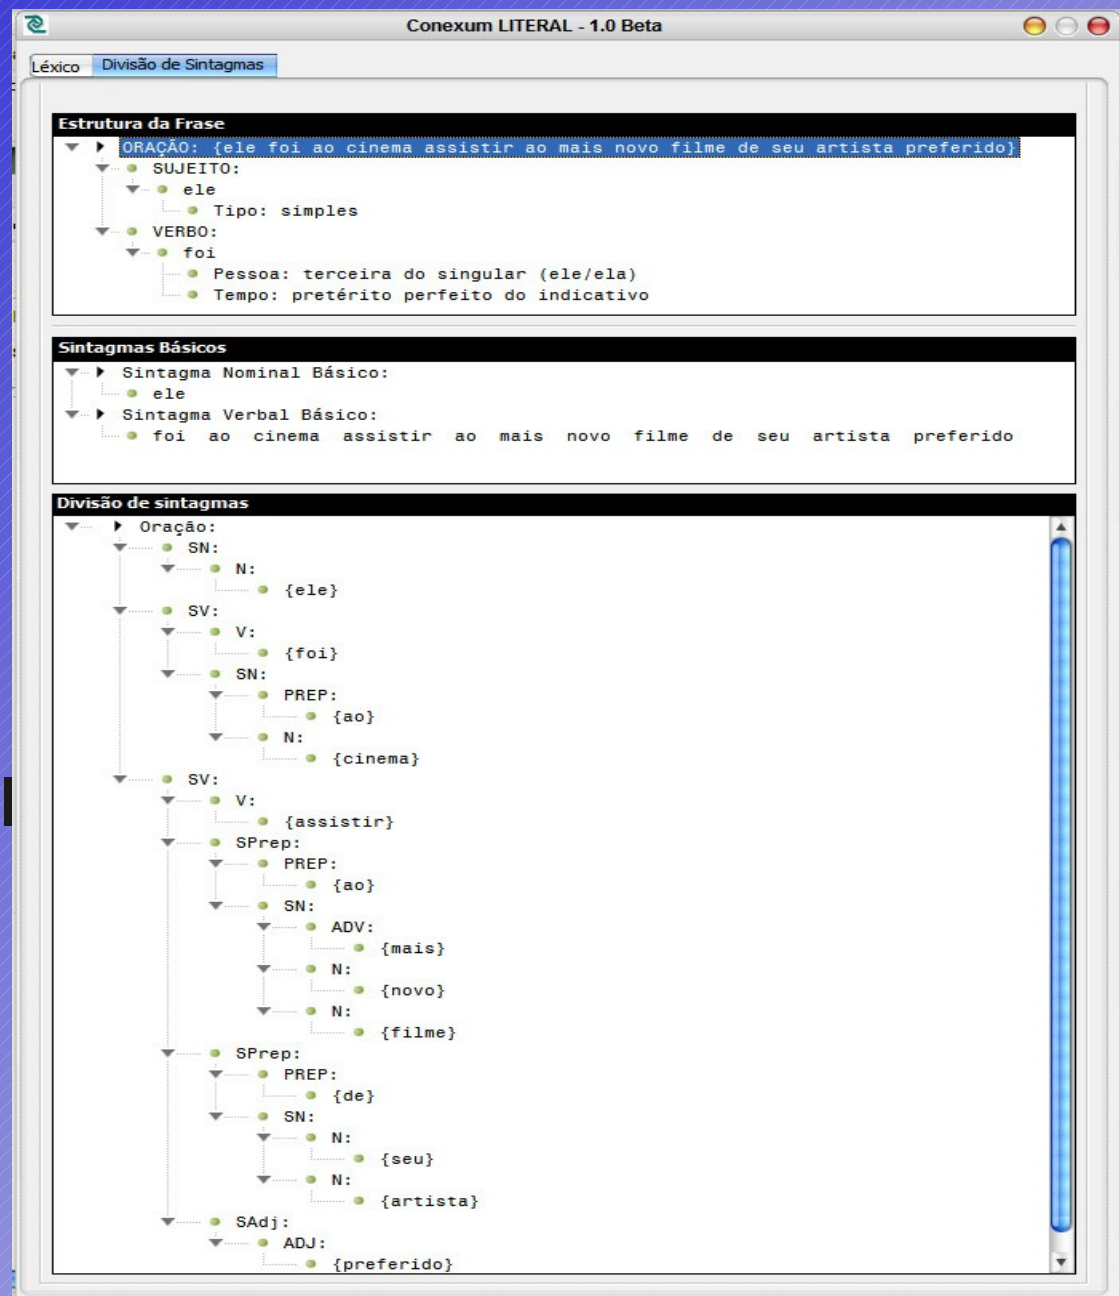 Conexum LITERAL - 1.0 Beta
Léxico Divisão de Sintagmas
Estrutura da Frase
ORAÇÃO: {ele foi ao cinema assistir ao mais novo filme de seu artista preferido}
SUJEITO:
ele
Tipo: simples
VERBO:
foi
Pessoa: terceira do singular (ele/ela)
Tempo: pretérito perfeito do indicativo
Sintagmas Básicos
Sintagma Nominal Básico:
ele
Sintagma Verbal Básico:
foi ao cinema assistir ao mais novo filme de seu artista preferido
Divisão de sintagmas
Oração:
SN:
N:
{ele}
SV:
V:
{foi}
SN:
PREP:
{ao}
N:
{cinema}
SV:
V:
{assistir}
SPrep:
PREP:
{ao}
SN:
ADV:
{mais}
N:
{novo}
N:
{filme}
SPrep:
PREP:
{de}
SN:
N:
{seu}
N:
{artista}
SAdj:
ADJ:
{preferido}